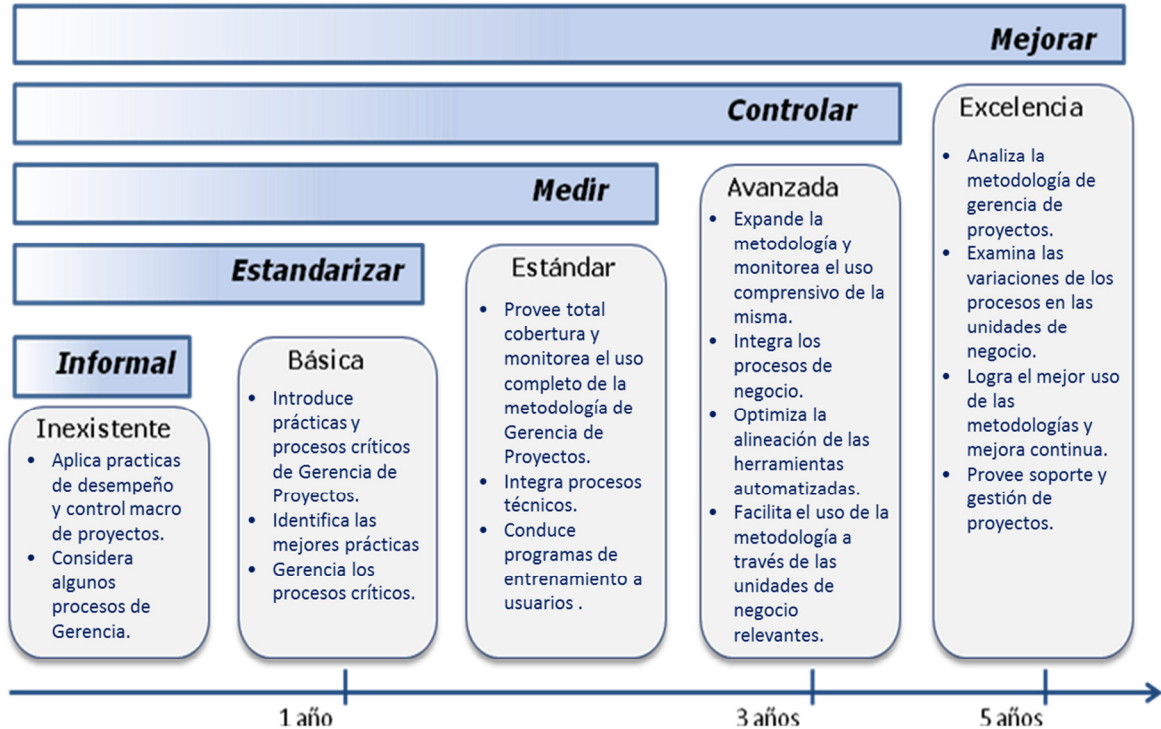 Mejorar
Controlar
Medir
Estandarizar
Informal
Inexistente
• Aplica practicas
de desempeño
y control macro
de proyectos.
• Considera
algunos
procesos de
Gerencia.
Básica
• Introduce
prácticas y
procesos críticos
de Gerencia de
Proyectos.
• Identifica las
mejores prácticas
• Gerencia los
procesos críticos.
Estándar
• Provee total
cobertura y
monitorea el uso
completo de la
metodología de
Gerencia de
Proyectos.
• Integra procesos
técnicos.
• Conduce
programas de
entrenamiento a
usuarios .
Avanzada
• Expande la
metodología y
monitorea el uso
comprensivo de la
misma.
• Integra los
procesos de
negocio.
• Optimiza la
alineación de las
herramientas
automatizadas.
• Facilita el uso de la
metodología a
través de las
unidades de
negocio
relevantes.
Excelencia
• Analiza la
metodología de
gerencia de
proyectos.
• Examina las
variaciones de los
procesos en las
unidades de
negocio.
• Logra el mejor uso
de las
metodologías y
mejora continua.
• Provee soporte y
gestión de
proyectos.
1 año
3 años
5 años